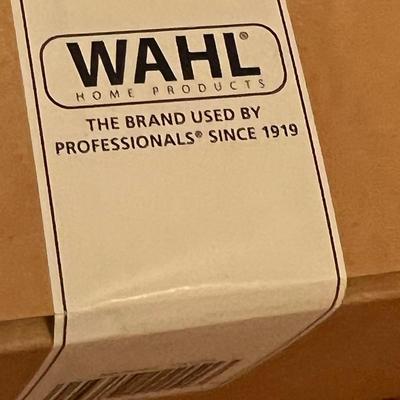 WAHL®
HOME PRODUCTS
THE BRAND USED BY
PROFESSIONALS® SINCE 1919